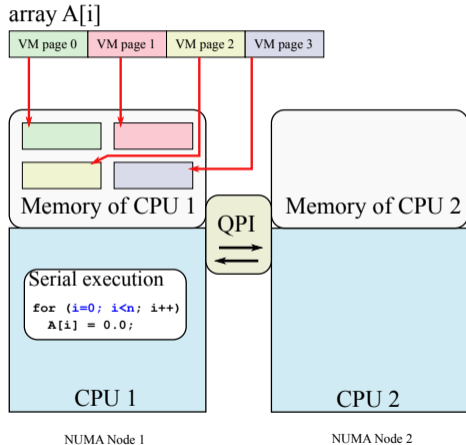 array A[i]
VM page 0 VM page 1 VM page 2 VM page 3
Memory of CPU 1 Memory of CPU 2
QPI
Serial execution
for (i=0; i<n; i++)
A[i] = 0.0;
CPU 1 CPU 2
NUMA Node 1 NUMA Node 2